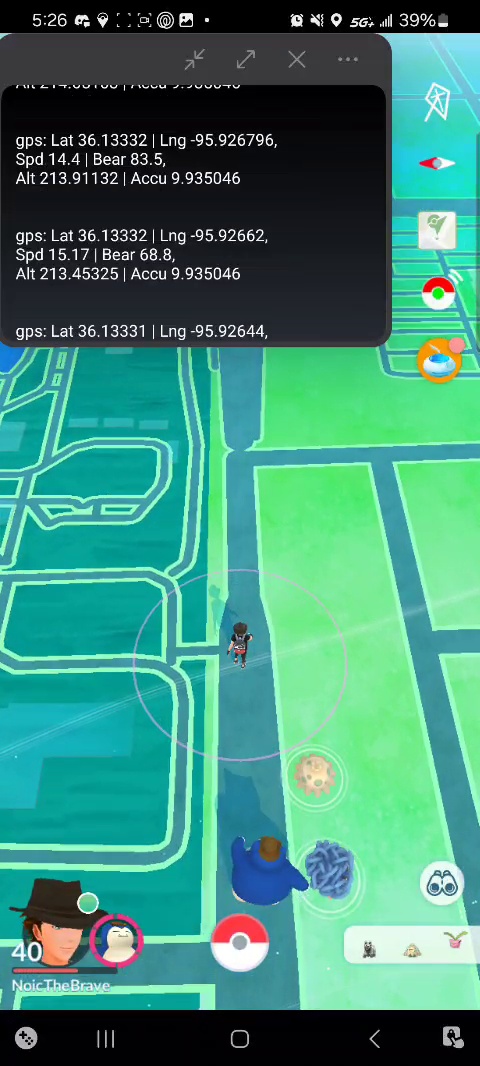 5:26
5G+
39%
gps: Lat 36.13332 | Lng -95.926796,
Spd 14.4 | Bear 83.5,
Alt 213.91132 | Accu 9.935046
gps: Lat 36.13332 | Lng -95.92662,
Spd 15.17 | Bear 68.8,
Alt 213.45325 | Accu 9.935046
gps: Lat 36.13331 | Lng -95.92644,
40
NoicTheBrave